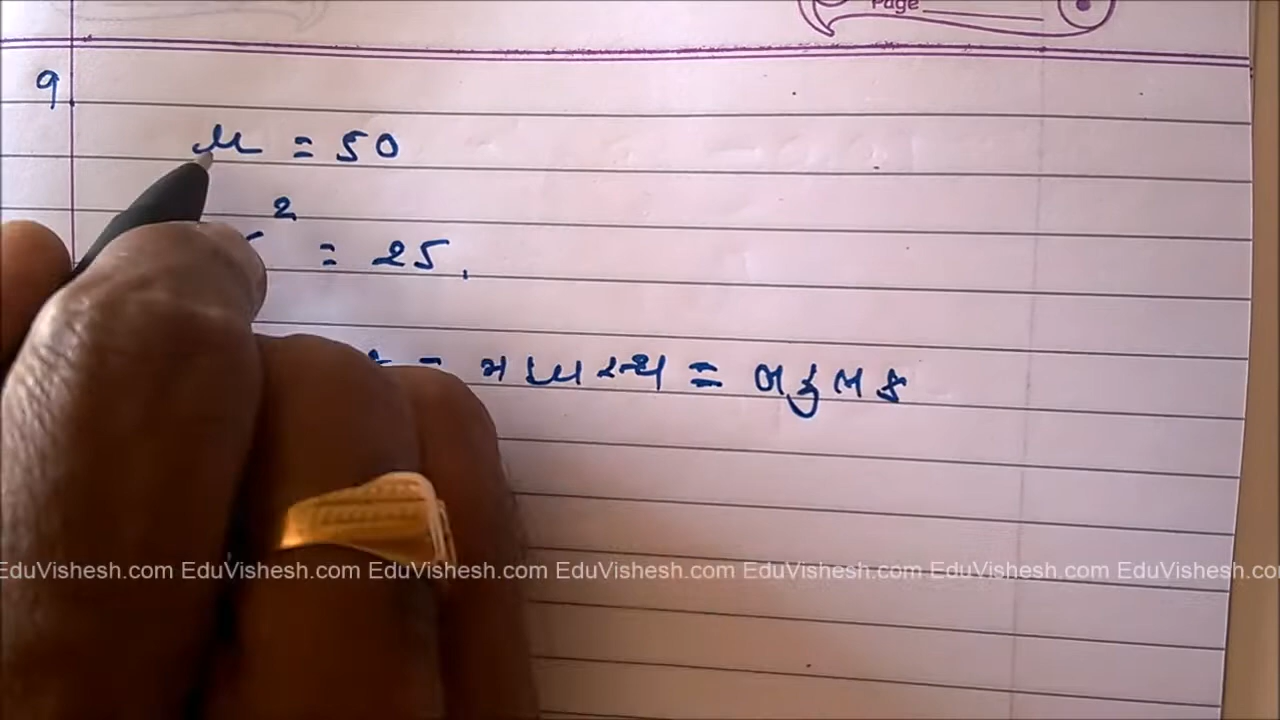 Page
9
μ = 50
2 = 25.
= મધ્યસ્થ = બહુલક
EduVishesh.com EduVishesh.com EduVishesh.com EduVishesh.com EduVishesh.com EduVishesh.com EduVishesh.com